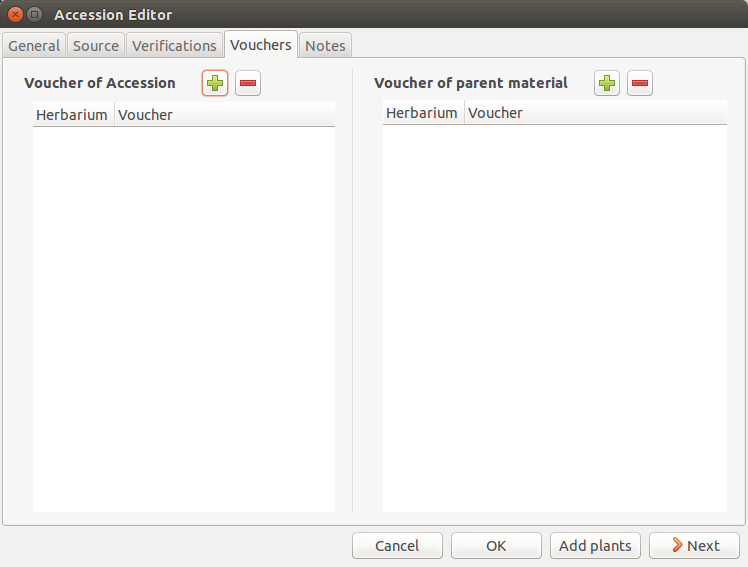 Accession Editor
General Source Verifications Vouchers Notes
Voucher of Accession Voucher of parent material
Herbarium Voucher Herbarium Voucher
Cancel OK Add plants Next